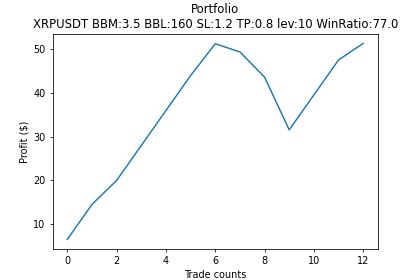 Portfolio
XRPUSDT BBM:3.5 BBL:160 SL:1.2 TP:0.8 lev:10 WinRatio:77.0
50
40
30
20
10
Profit ($)
0 2 4 6 8 10 12
Trade counts